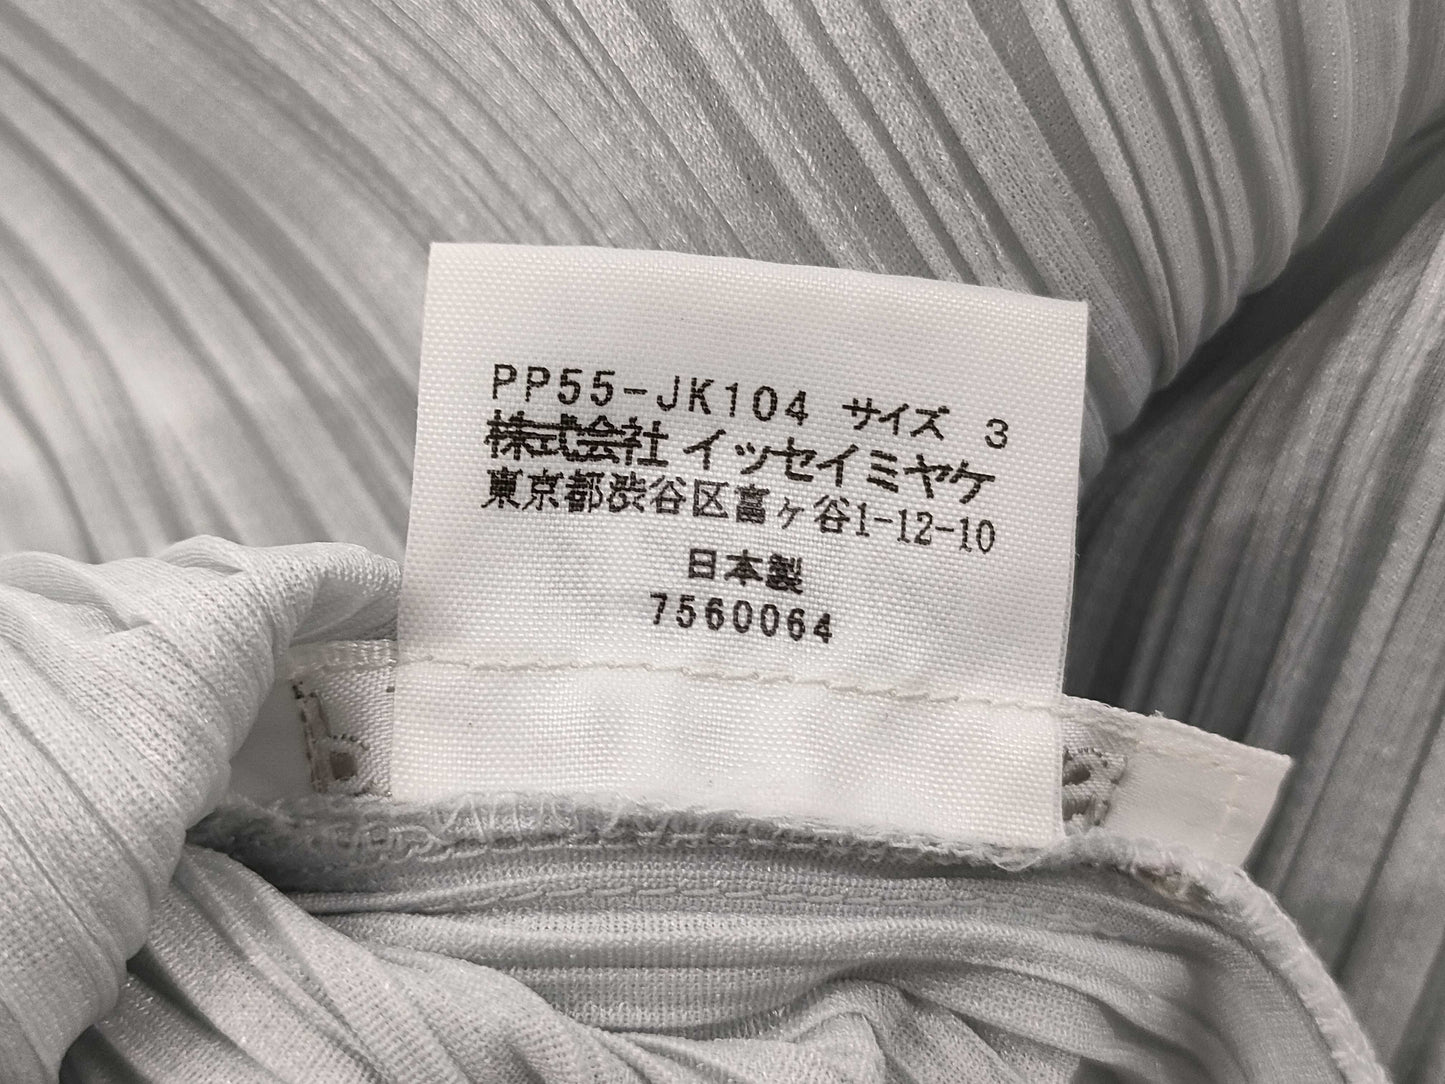 PP55-JK104 サイズ 3
株式会社 イッセイミヤケ
東京都渋谷区富ヶ谷1-12-10
日本製
7560064